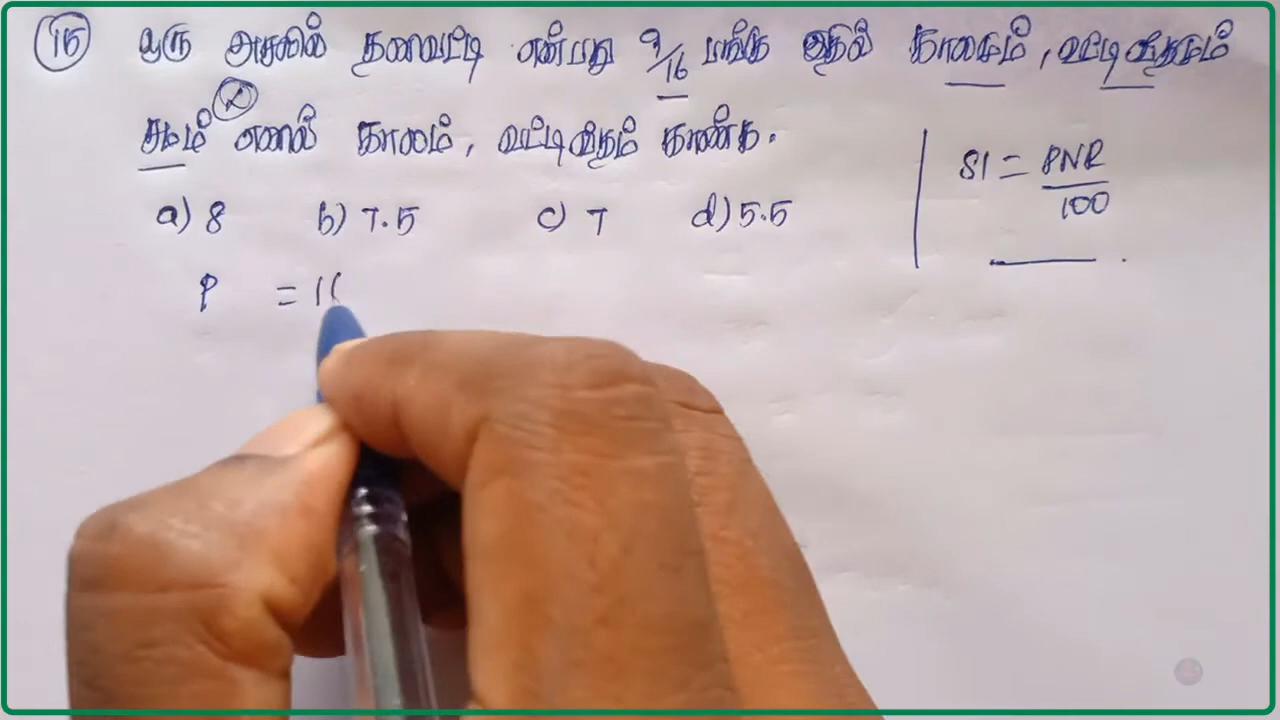 15 ஒரு அசலில் தனிவட்டி என்பது 9/16 பங்கு இதில் காலமும், வட்டிவீதமும்
சமம் எனில் காலம், வட்டிவீதம் காண்க.
SI = PNR/100
a) 8 b) 7.5 c) 7 d) 5.5
P = 16